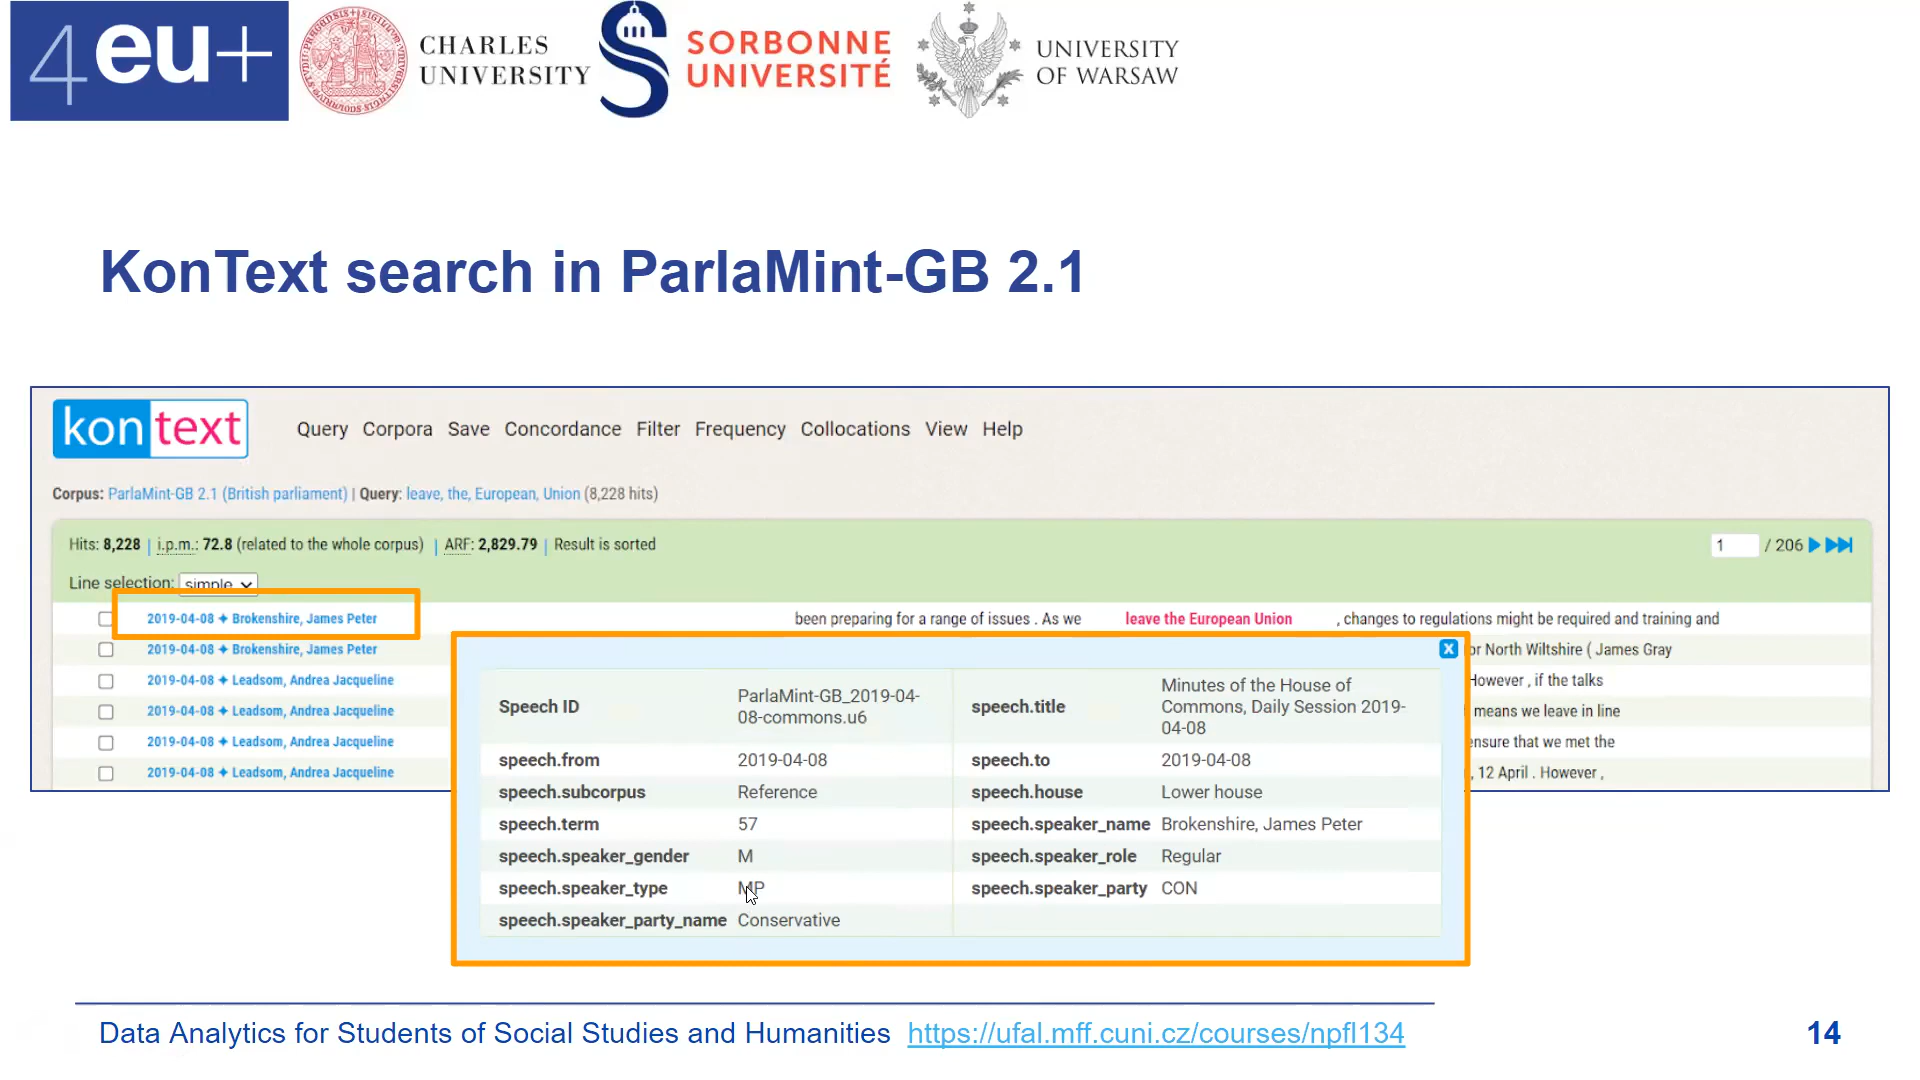 4eu+
CHARLES
UNIVERSITY
SORBONNE
UNIVERSITÉ
UNIVERSITY
OF WARSAW
KonText search in ParlaMint-GB 2.1
kontext
Query Corpora Save Concordance Filter Frequency Collocations View Help
Corpus: ParlaMint-GB 2.1 (British parliament) | Query: leave, the, European, Union (8,228 hits)
Hits: 8,228 | i.p.m.: 72.8 (related to the whole corpus) | ARF: 2,829.79 | Result is sorted
1 / 206
Line selection: simple
2019-04-08 ✦ Brokenshire, James Peter been preparing for a range of issues . As we leave the European Union , changes to regulations might be required and training and
2019-04-08 ✦ Brokenshire, James Peter or North Wiltshire ( James Gray
2019-04-08 ✦ Leadsom, Andrea Jacqueline However , if the talks
2019-04-08 ✦ Leadsom, Andrea Jacqueline means we leave in line
2019-04-08 ✦ Leadsom, Andrea Jacqueline ensure that we met the
2019-04-08 ✦ Leadsom, Andrea Jacqueline , 12 April . However ,
x
Speech ID ParlaMint-GB_2019-04-
08-commons.u6
speech.title Minutes of the House of
Commons, Daily Session 2019-
04-08
speech.from 2019-04-08 speech.to 2019-04-08
speech.subcorpus Reference speech.house Lower house
speech.term 57 speech.speaker_name Brokenshire, James Peter
speech.speaker_gender M speech.speaker_role Regular
speech.speaker_type MP speech.speaker_party CON
speech.speaker_party_name Conservative
Data Analytics for Students of Social Studies and Humanities https://ufal.mff.cuni.cz/courses/npfl134
14